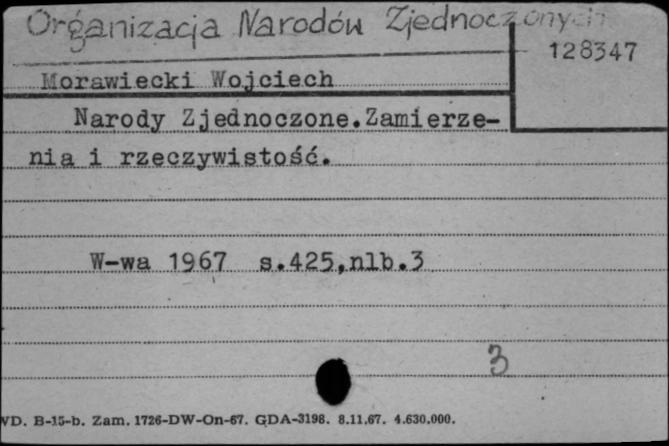 Organizacja Narodów Zjednoczonych
128347
Morawiecki Wojciech
Narody Zjednoczone.Zamierze-
nia i rzeczywistość.
W-wa 1967 s.425,nlb.3
3
WD. B-15-b. Zam. 1726-DW-On-67. GDA-3198. 8.11.67. 4.630.000.